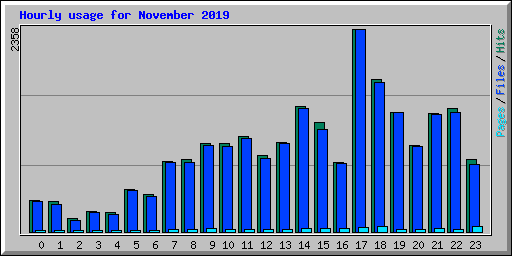 Hourly usage for November 2019
2358
Pages / Files / Hits
0 1 2 3 4 5 6 7 8 9 10 11 12 13 14 15 16 17 18 19 20 21 22 23